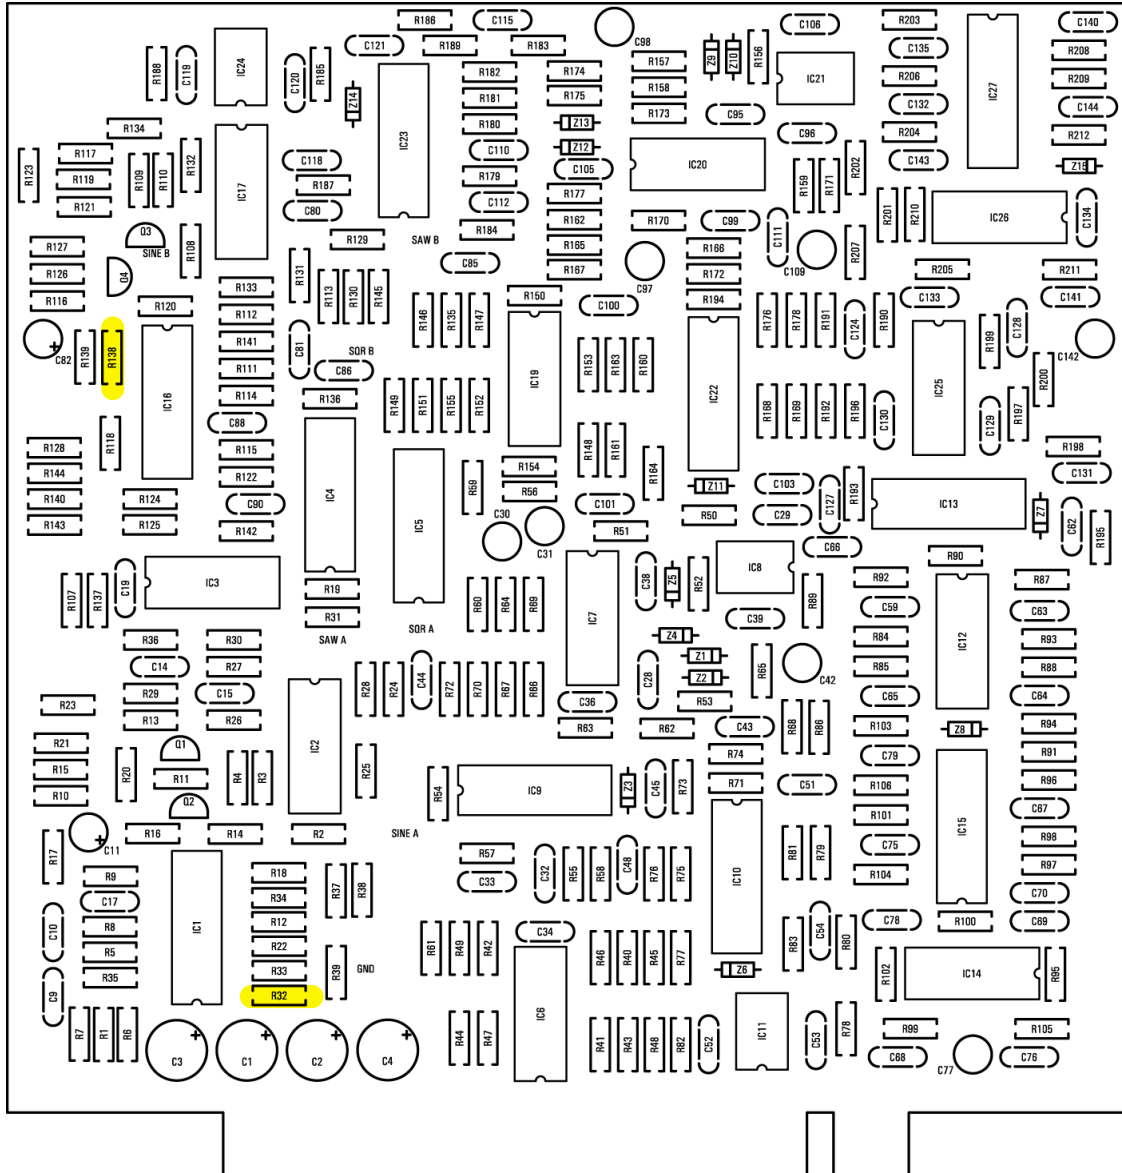 R186 C115 C106 R203 C140
C121 R189 R183 C98 Z9 Z10 R156 C135 R208
R188 C119 IC24 C120 R185 R182 R174 R157 IC21 R206 IC27 R209
Z14 IC23 R181 R175 R158 C95 C132 C144
R134 R180 Z13 R173 C96 R204 R212
R117 R132 IC17 C118 C110 Z12 IC20 R202 C143 Z15
R123 R119 R109 R110 R187 R179 C105 R159 R171
R121 C80 C112 R177 R201 R210 IC26 C134
Q3 R108 R129 SAW B R184 R162 R170 C99 C111 R207
R127 SINE B R165 R166 C109
R126 Q4 R131 C85 R167 C97 R172 R205 R211
R116 R120 R133 R113 R130 R145 R150 C100 R194 C133 C141
R112 R146 R135 R147 R176 R178 R191 C124 R190 R199 C128
C82 R139 R138 IC16 R141 C81 SQR B IC19 R153 R163 R160 IC22 IC25 C142
R111 C86 R200
R114 R136 R149 R151 R155 R152 R168 R169 R192 R196 C130 C129 R197
R118 C88
R128 R115 IC4 R59 R154 R148 R161 R164 R198
R144 R122 IC5 R56 Z11 C103 C127 R193 C131
R140 R124 C90 C101 R50 C29 IC13 Z7 C62 R195
R143 R125 R142 C30 C31 R51 C66
IC3 C38 Z5 R52 IC8 R90
R107 R137 C19 R19 R60 R64 R69 IC7 R89 R92 IC12 R87
R31 C39 C59 C63
R36 R30 SAW A SQR A Z4 R84 R93
C14 R27 Z1 R65 C42 R85 R88
R29 C15 R28 R24 C44 R72 R70 R67 R66 C28 Z2 C65 C64
R23 R13 R26 C36 R53 R68 R86 R103 R94
R63 R62 C43 Z8
R21 Q1 IC2 R25 R74 C79 R91
R15 R20 R11 R4 R3 R54 IC9 Z3 C45 R73 R71 C51 R106 R96
R10 Q2 R101 IC15 C67
C11 R16 R14 R2 SINE A C75 R98
R17 R57 R81 R79 R97
R9 R18 R37 R38 C33 C32 R55 R58 C48 R76 R75 IC10 R104
C17 R34 C70
C10 R8 IC1 R12 C34 C54 C78 R100 C69
R5 R22 R61 R49 R42 R46 R40 R45 R77 R83 R80
R35 R33 R39 GND Z6 R102 IC14 R95
C9 R32 IC6
R7 R1 R6 R44 R47 R41 R43 R48 R82 C52 IC11 C53 R78 R99 R105
C3 C1 C2 C4 C68 C77 C76